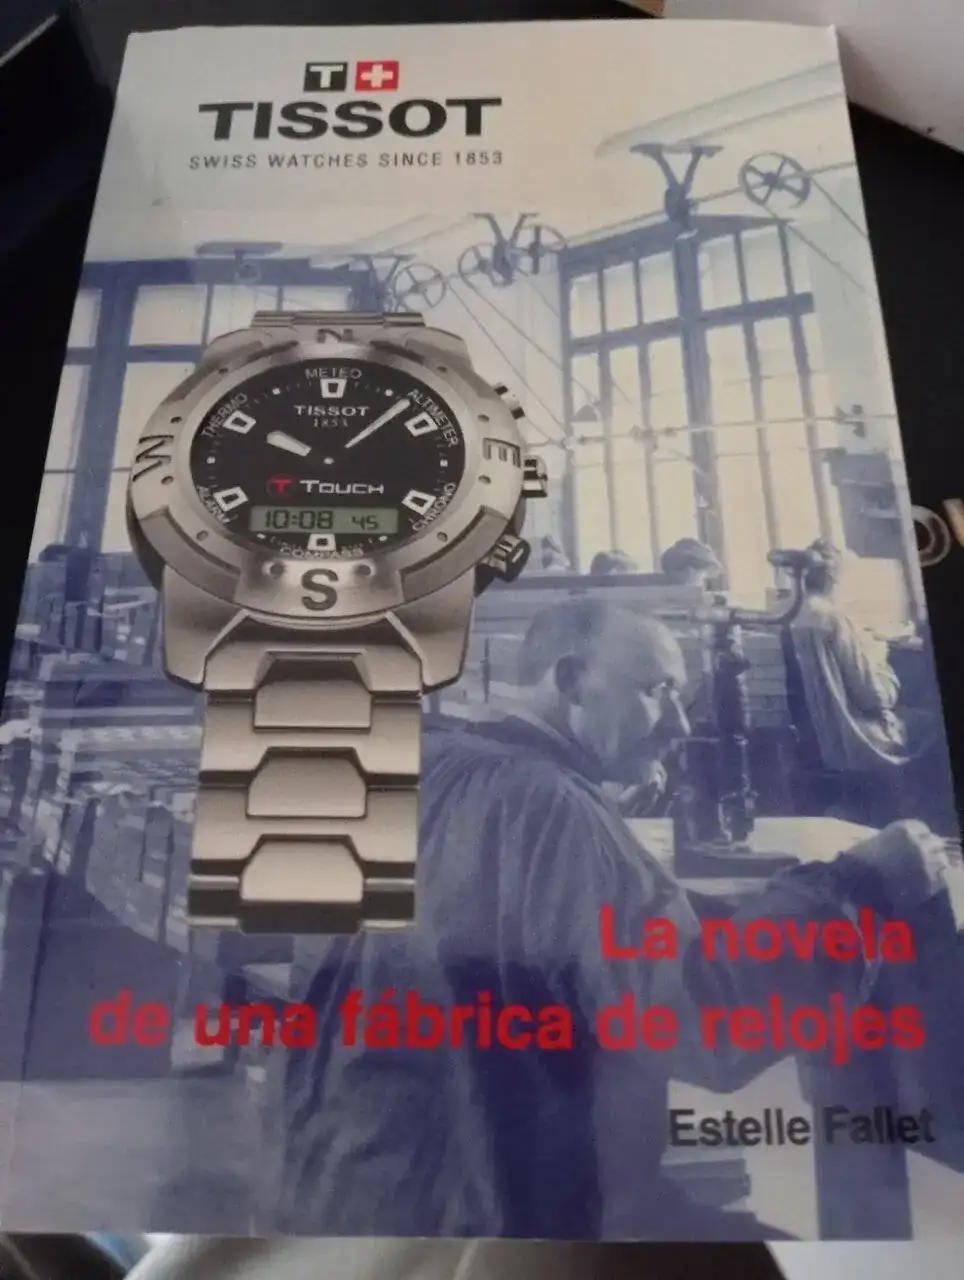 T+
TISSOT
SWISS WATCHES SINCE 1853
N
METEO
THERMO
ALTIMETER
TISSOT
1853
W
E
T TOUCH
ALARM
CHRONO
10:08 45
COMPASS
S
La novela
de una fábrica de relojes
Estelle Fallet